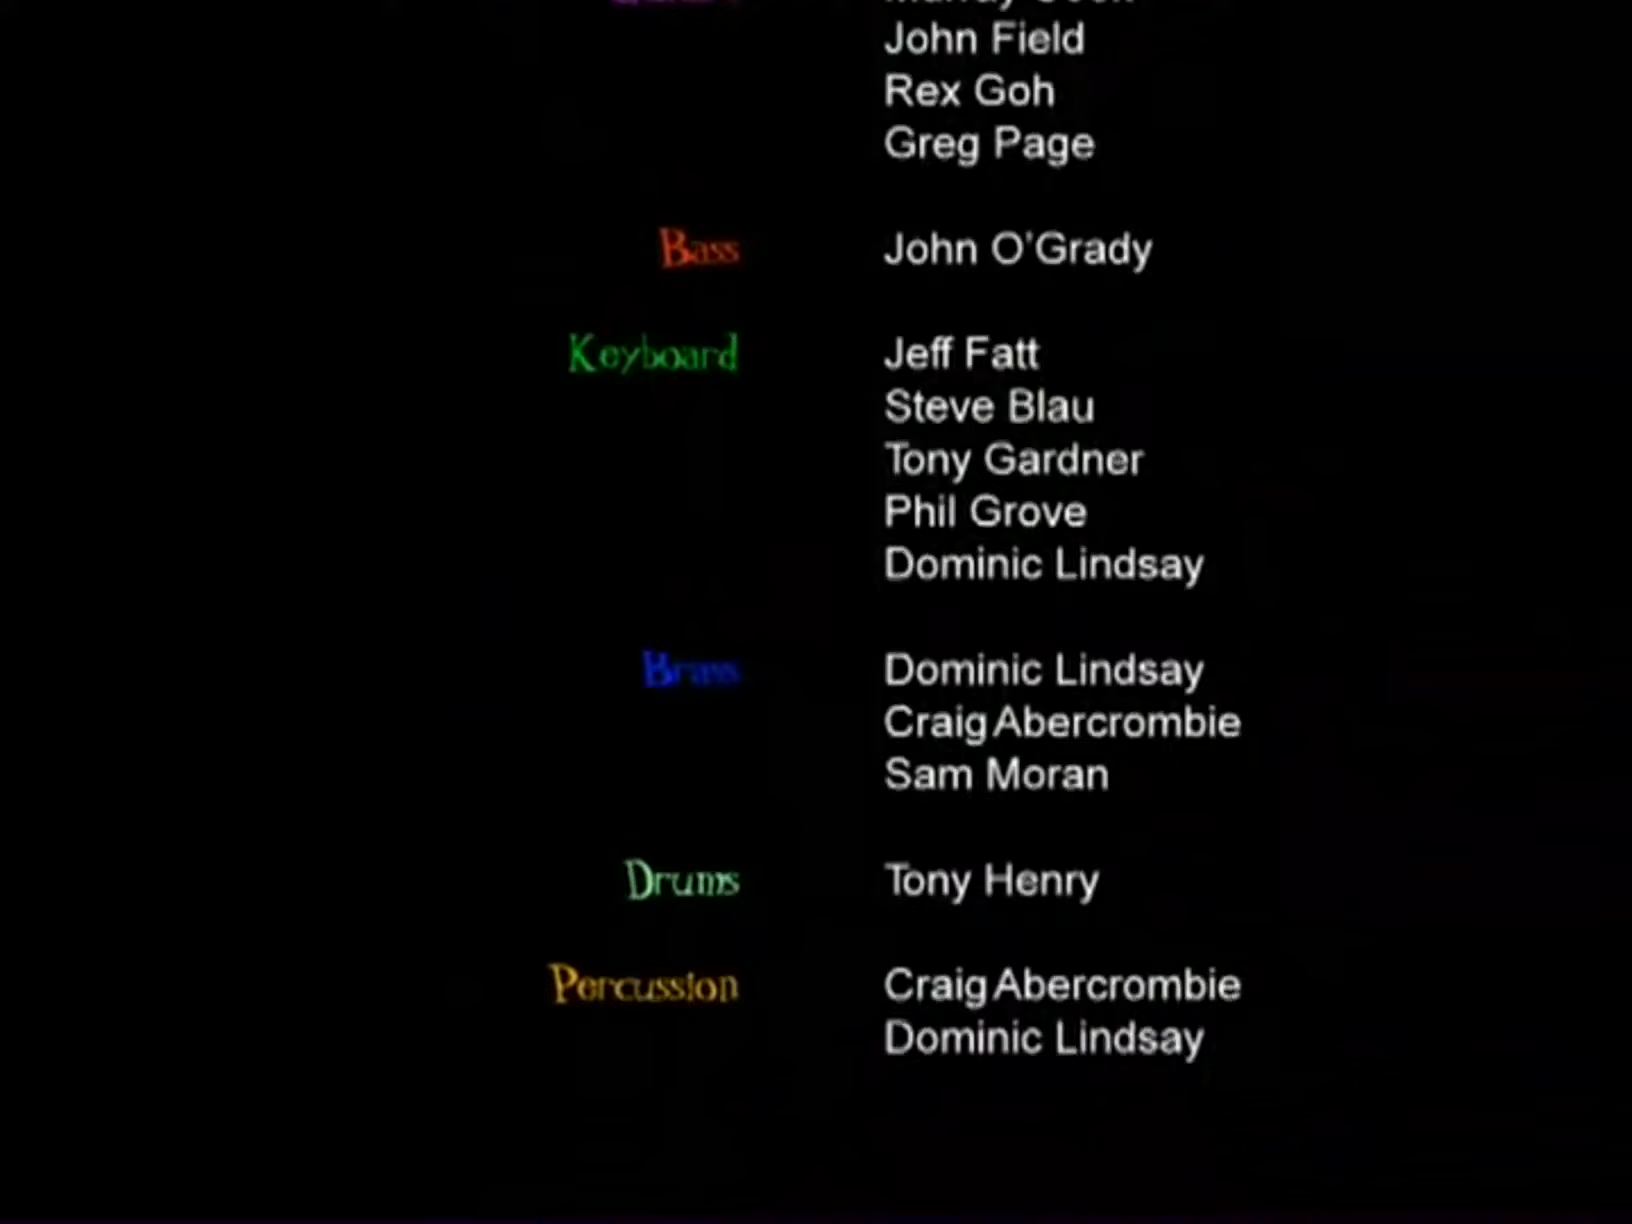 John Field
Rex Goh
Greg Page
Bass John O'Grady
Keyboard Jeff Fatt
Steve Blau
Tony Gardner
Phil Grove
Dominic Lindsay
Brass Dominic Lindsay
Craig Abercrombie
Sam Moran
Drums Tony Henry
Percussion Craig Abercrombie
Dominic Lindsay